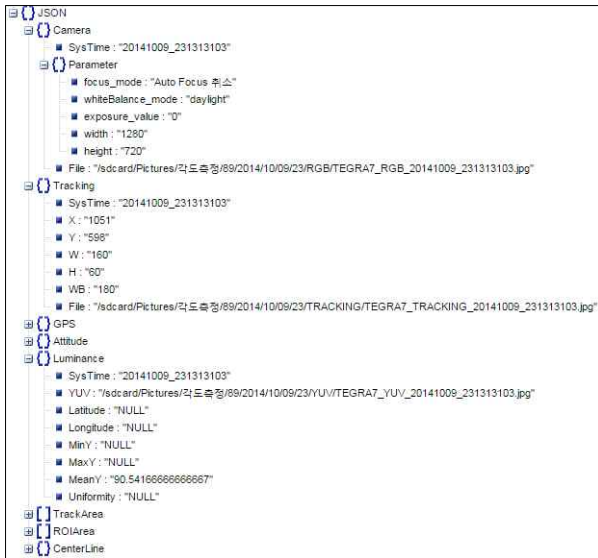 JSON
Camera
SysTime : "20141009_231313103"
Parameter
focus_mode : "Auto Focus 취소"
whiteBalance_mode : "daylight"
exposure_value : "0"
width : "1280"
height : "720"
File : "/sdcard/Pictures/각도측정/89/2014/10/09/23/RGB/TEGRA7_RGB_20141009_231313103.jpg"
Tracking
SysTime : "20141009_231313103"
X : "1051"
Y : "598"
W : "160"
H : "60"
WB : "180"
File : "/sdcard/Pictures/각도측정/89/2014/10/09/23/TRACKING/TEGRA7_TRACKING_20141009_231313103.jpg"
GPS
Attitude
Luminance
SysTime : "20141009_231313103"
YUV : "/sdcard/Pictures/각도측정/89/2014/10/09/23/YUV/TEGRA7_YUV_20141009_231313103.jpg"
Latitude : "NULL"
Longitude : "NULL"
MinY : "NULL"
MaxY : "NULL"
MeanY : "90.54166666666667"
Uniformity : "NULL"
TrackArea
ROIArea
CenterLine